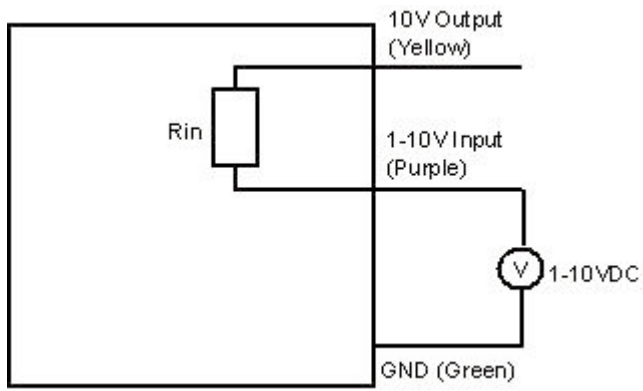 10V Output
(Yellow)
Rin
1-10V Input
(Purple)
V
1-10VDC
GND (Green)